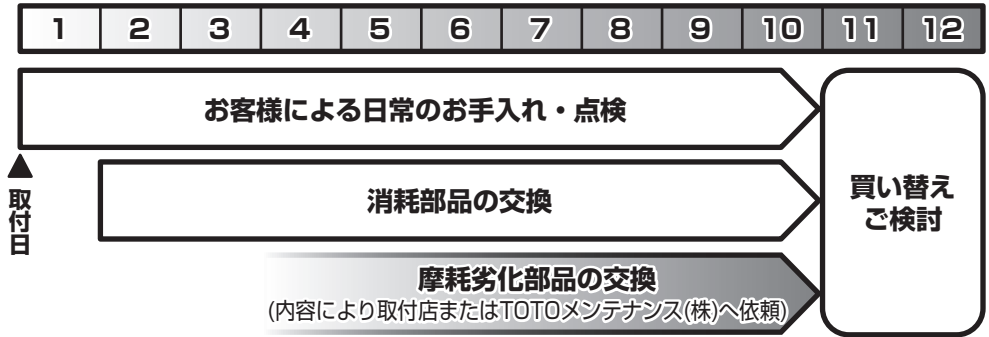 1 2 3 4 5 6 7 8 9 10 11 12
お客様による日常のお手入れ・点検
取付日
消耗部品の交換
摩耗劣化部品の交換
(内容により取付店またはTOTOメンテナンス(株)へ依頼)
買い替え
ご検討